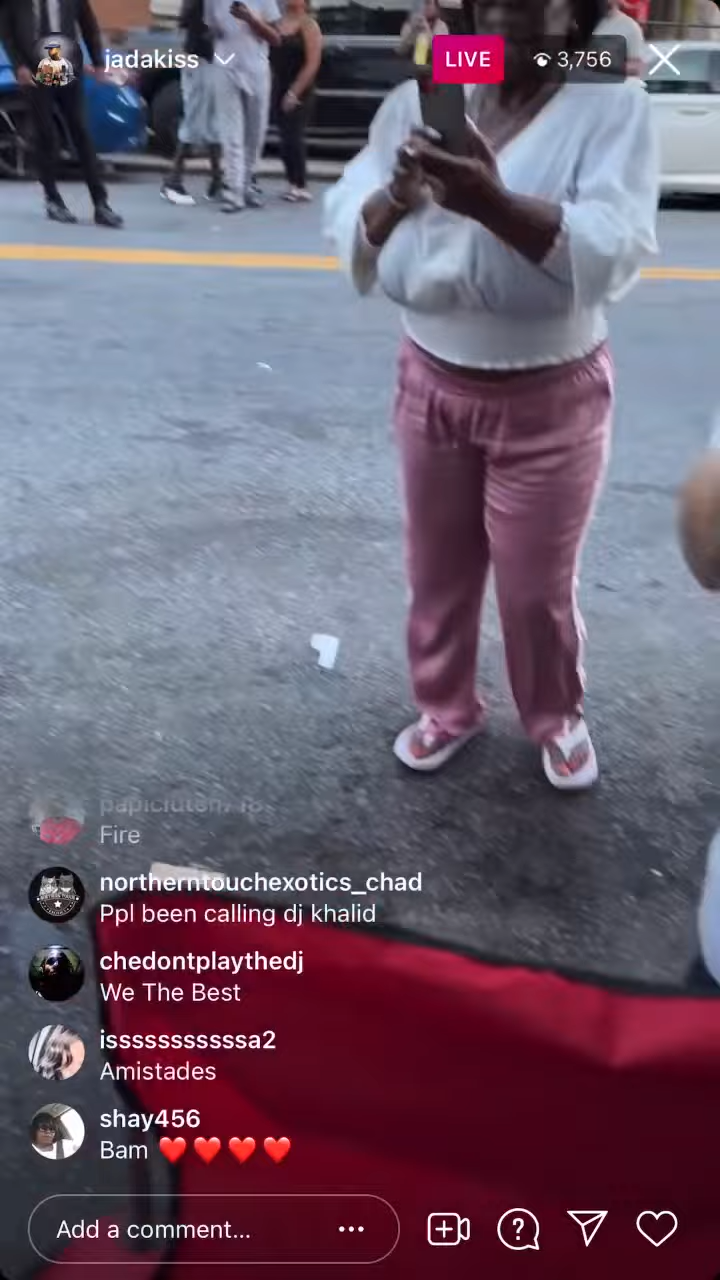 jadakiss
LIVE
3,756
Fire
northerntouchexotics_chad
Ppl been calling dj khalid
chedontplaythedj
We The Best
isssssssssssa2
Amistades
shay456
Bam ❤️❤️❤️❤️
Add a comment...